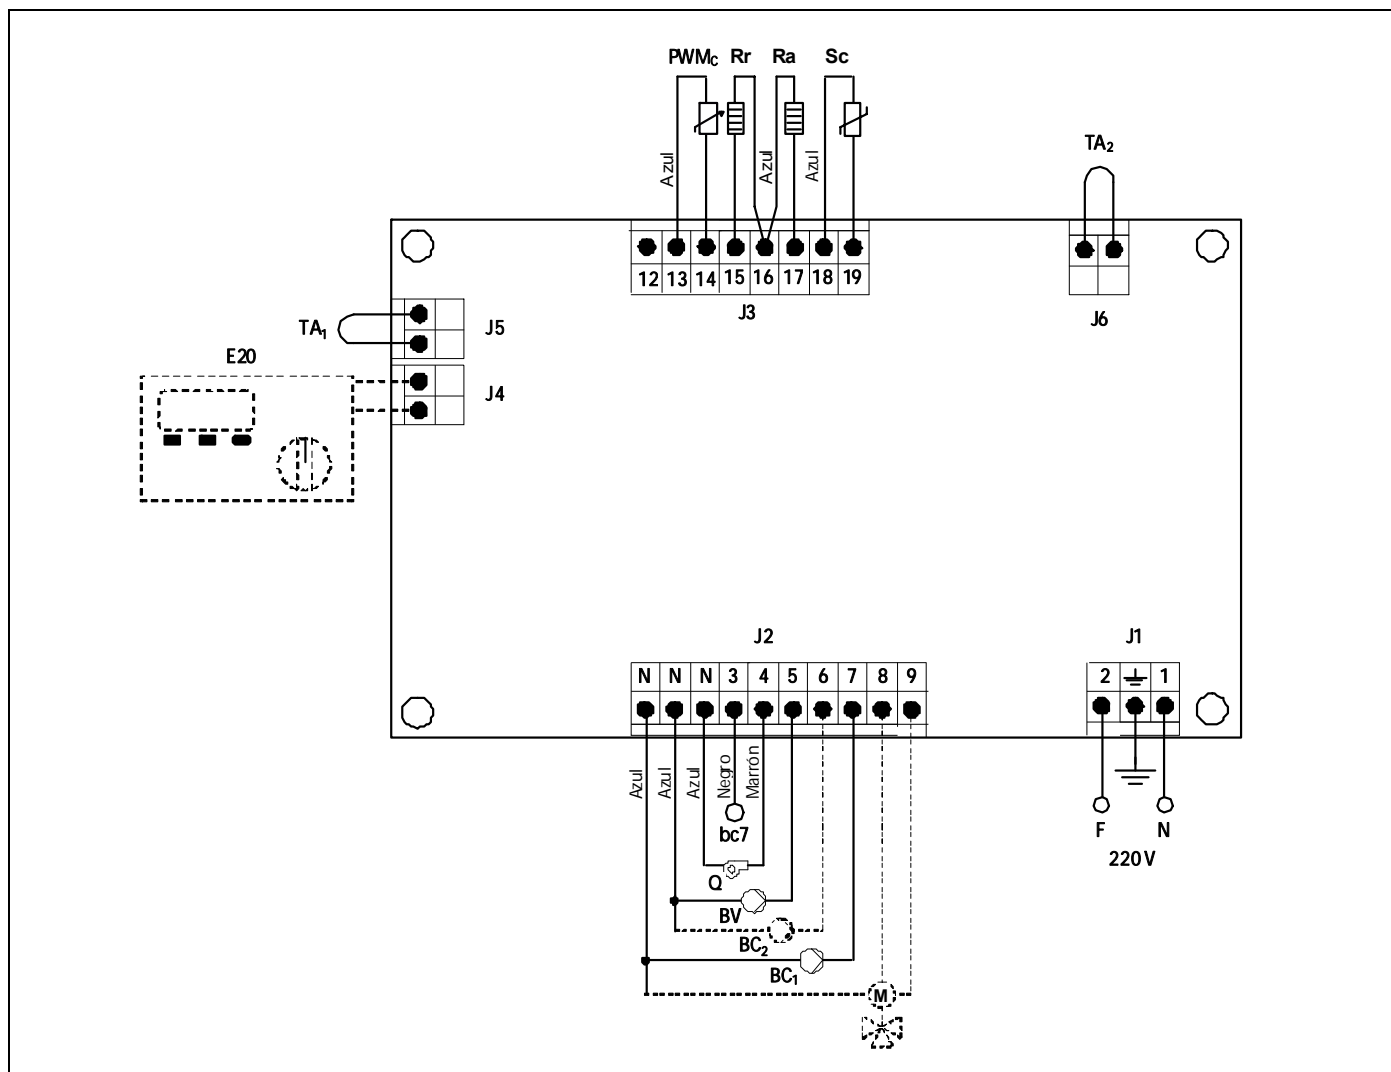 PWMC Rr Ra Sc
Azul
Azul
Azul
TA2
12 13 14 15 16 17 18 19
J3
J6
TA1
J5
E20
J4
J2
J1
N N N 3 4 5 6 7 8 9
2 1
Azul
Azul
Azul
Negro
Marrón
bc7
F N
220 V
Q
BV
BC2
BC1
M